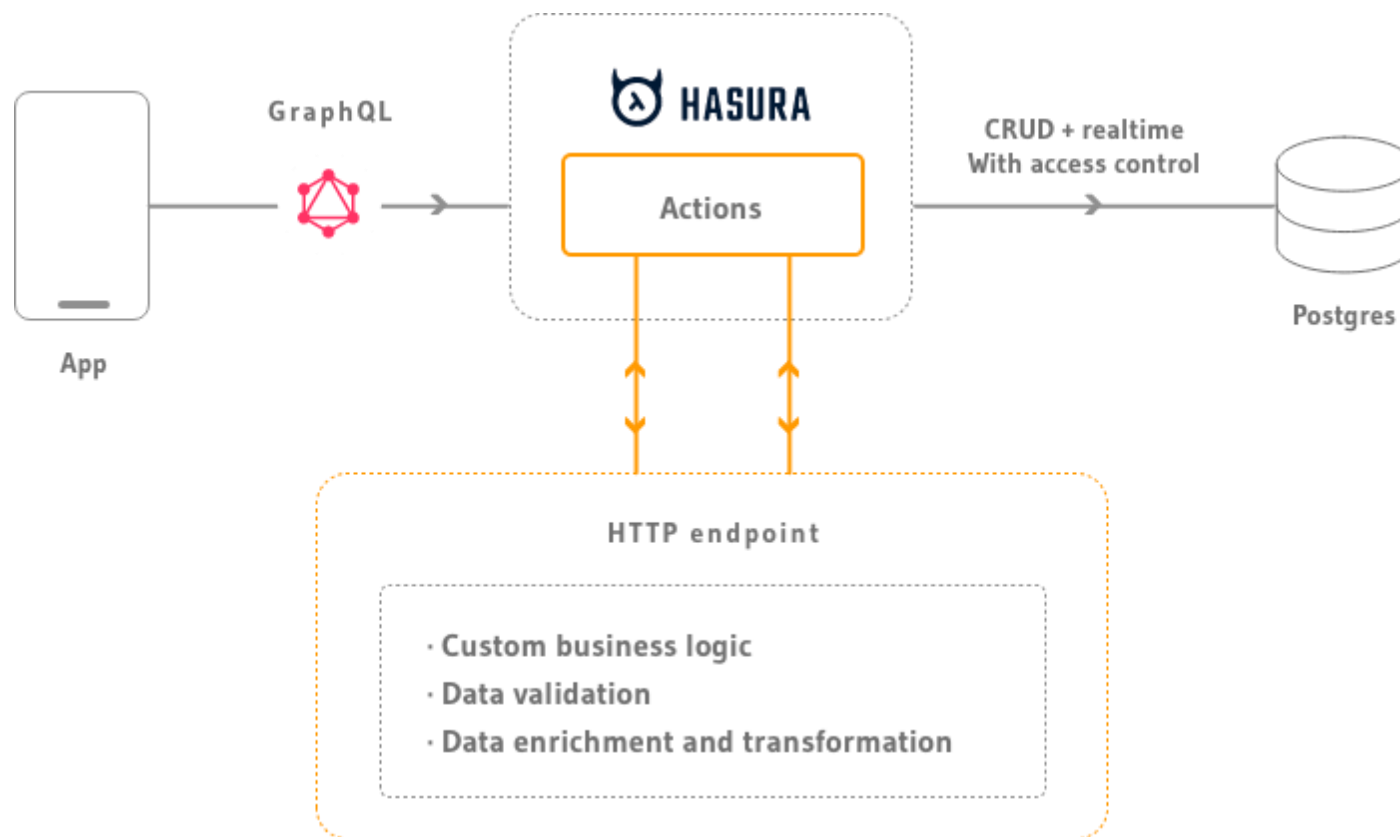 GraphQL
HASURA
Actions
CRUD + realtime
With access control
App
Postgres
HTTP endpoint
· Custom business logic
· Data validation
· Data enrichment and transformation